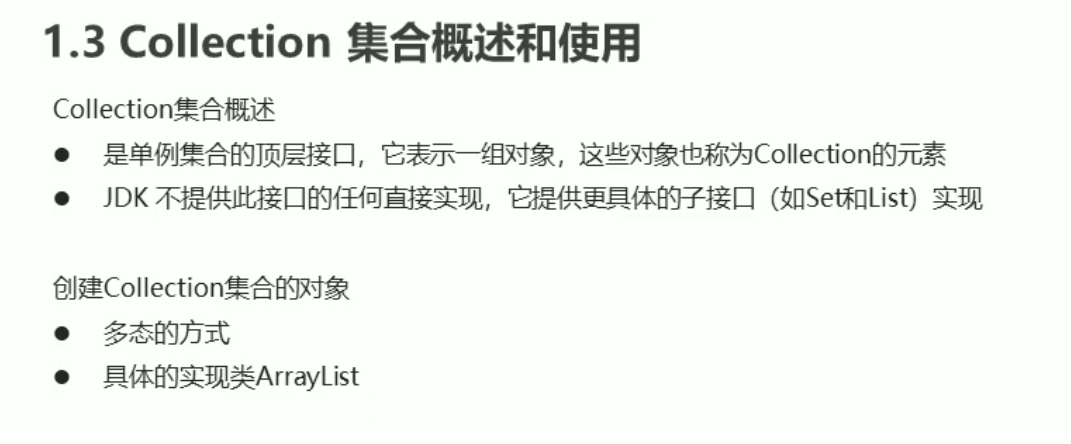 1.3 Collection 集合概述和使用
Collection集合概述
● 是单例集合的顶层接口，它表示一组对象，这些对象也称为Collection的元素
● JDK 不提供此接口的任何直接实现，它提供更具体的子接口（如Set和List）实现
创建Collection集合的对象
● 多态的方式
● 具体的实现类ArrayList